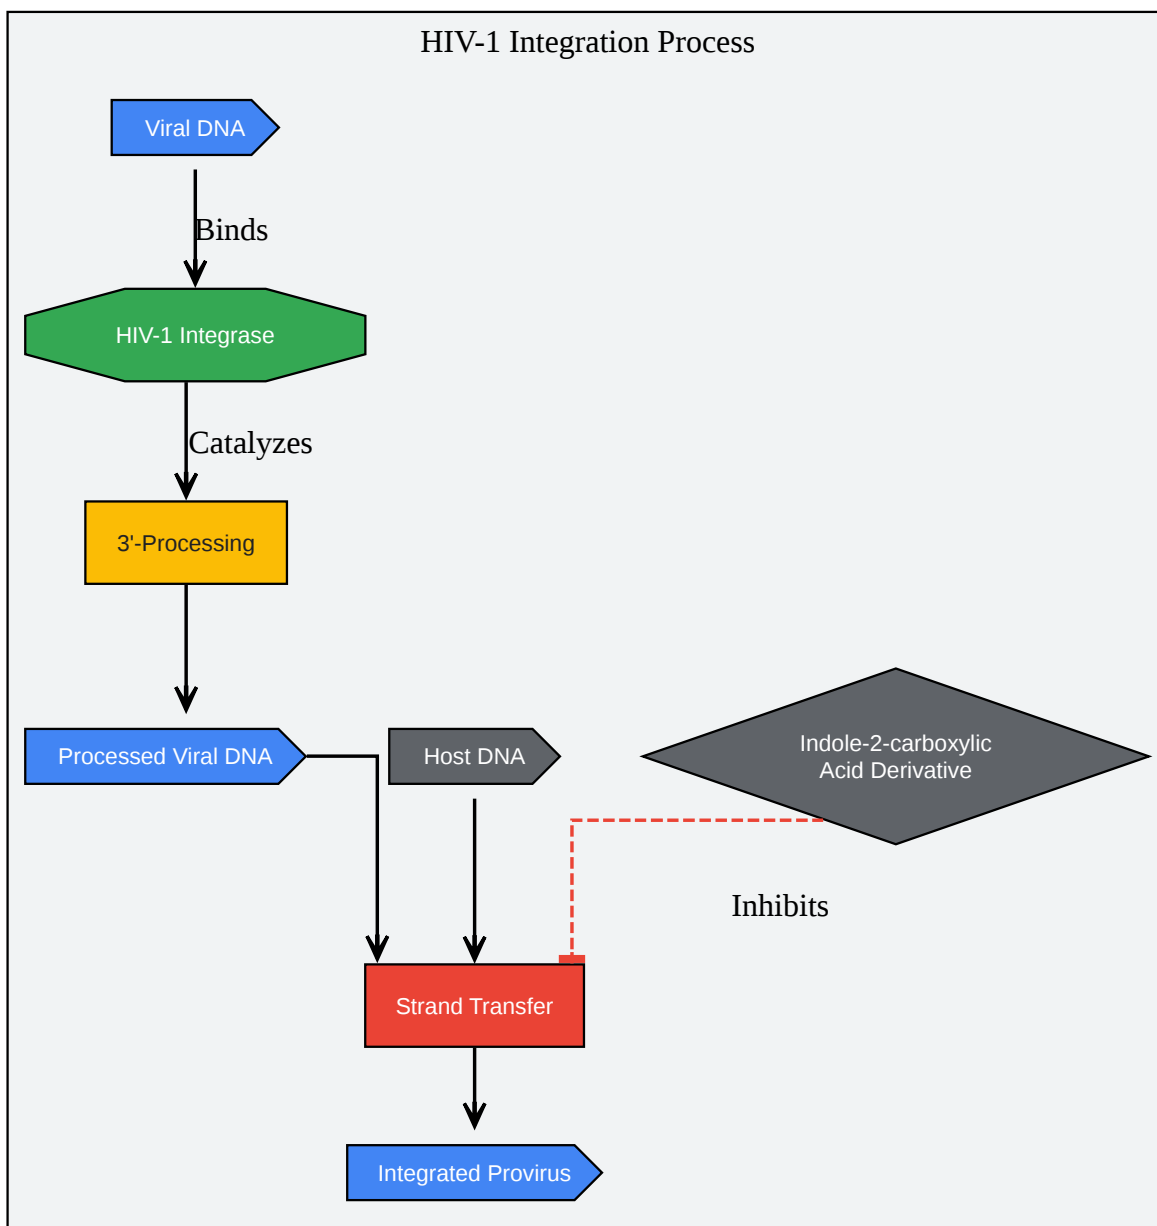 HIV-1 Integration Process
Viral DNA
Binds
HIV-1 Integrase
Catalyzes
3'-Processing
Processed Viral DNA
Host DNA
Indole-2-carboxylic
Acid Derivative
Inhibits
Strand Transfer
Integrated Provirus